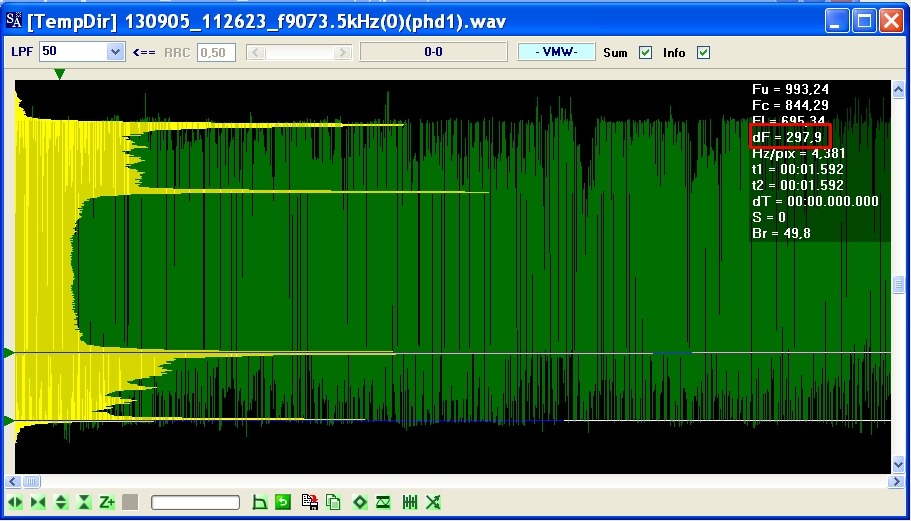 SA [TempDir] 130905_112623_f9073.5kHz(0)(phd1).wav
LPF 50 <== RRC 0,50 0-0 -VMW- Sum Info
Fu = 993,24
Fc = 844,29
Fl = 695,34
dF = 297,9
Hz/pix = 4,381
t1 = 00:01.592
t2 = 00:01.592
dT = 00:00.000.000
S = 0
Br = 49,8
Z+